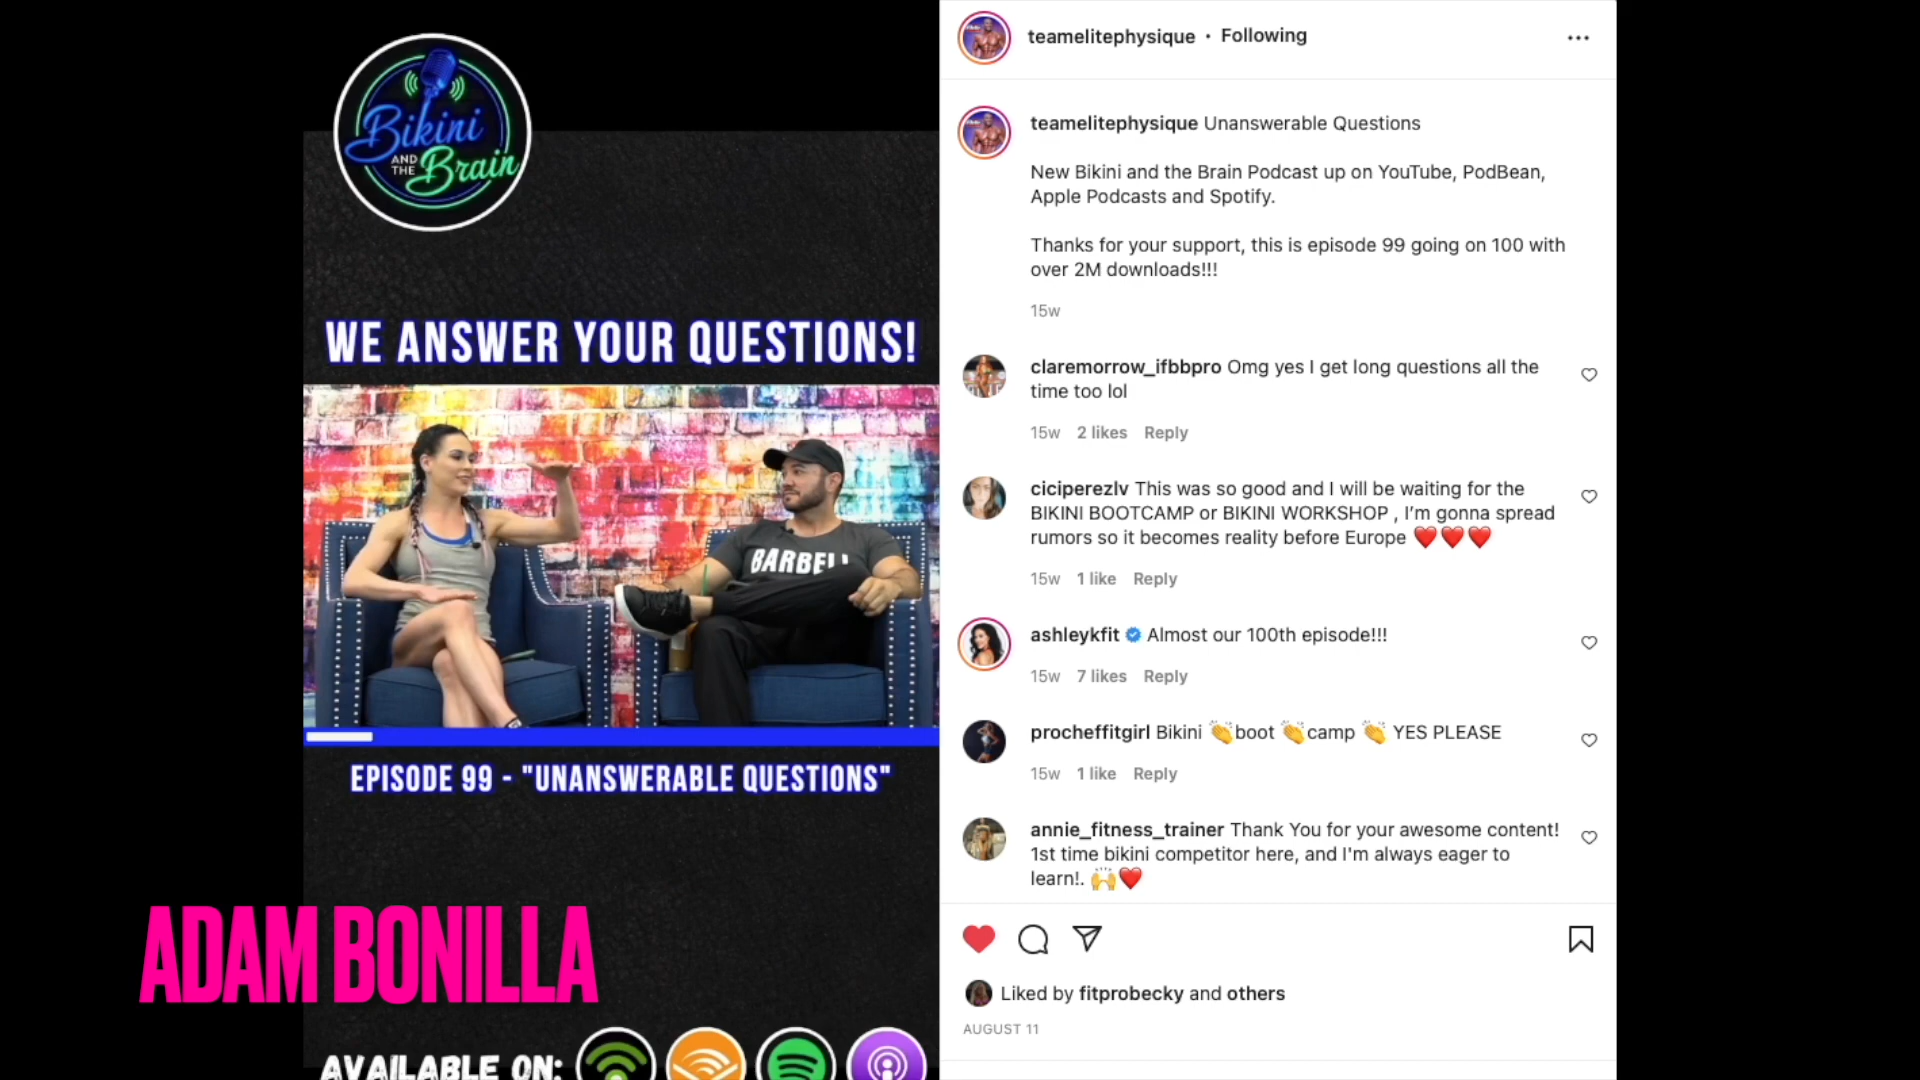 Bikini
AND
THE
Brain
WE ANSWER YOUR QUESTIONS!
BARBELL
EPISODE 99 - "UNANSWERABLE QUESTIONS"
ADAM BONILLA
AVAILABLE ON:
teamelitephysique • Following
teamelitephysique Unanswerable Questions
New Bikini and the Brain Podcast up on YouTube, PodBean,
Apple Podcasts and Spotify.
Thanks for your support, this is episode 99 going on 100 with
over 2M downloads!!!
15w
claremorrow_ifbbpro Omg yes I get long questions all the
time too lol
15w 2 likes Reply
ciciperezlv This was so good and I will be waiting for the
BIKINI BOOTCAMP or BIKINI WORKSHOP , I’m gonna spread
rumors so it becomes reality before Europe ❤️❤️❤️
15w 1 like Reply
ashleykfit Almost our 100th episode!!!
15w 7 likes Reply
procheffitgirl Bikini 👏boot 👏camp 👏 YES PLEASE
15w 1 like Reply
annie_fitness_trainer Thank You for your awesome content!
1st time bikini competitor here, and I'm always eager to
learn!. 🙌❤️
Liked by fitprobecky and others
AUGUST 11